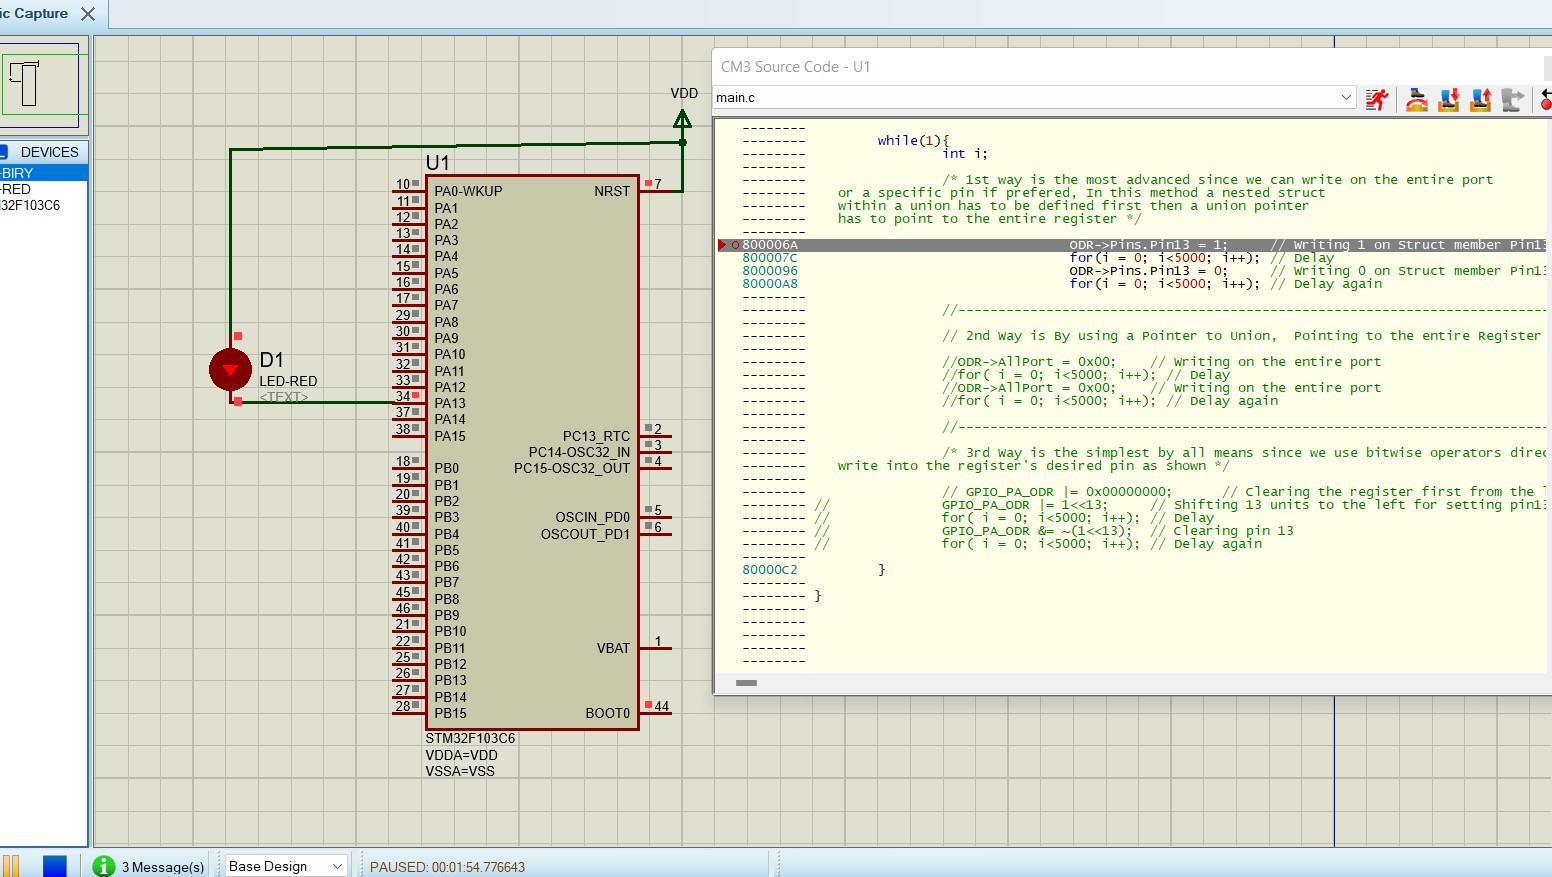 ic Capture
DEVICES
-BIRY
-RED
32F103C6
VDD
U1
10 PA0-WKUP NRST 7
11 PA1
12 PA2
13 PA3
14 PA4
15 PA5
16 PA6
17 PA7
29 PA8
30 PA9
31 PA10
32 PA11
33 PA12
34 PA13
37 PA14
38 PA15
PC13_RTC 2
PC14-OSC32_IN 3
PC15-OSC32_OUT 4
18 PB0
19 PB1
20 PB2
39 PB3 OSCIN_PD0 5
40 PB4 OSCOUT_PD1 6
41 PB5
42 PB6
43 PB7
45 PB8
46 PB9
21 PB10
22 PB11 VBAT 1
25 PB12
26 PB13
27 PB14
28 PB15 BOOT0 44
STM32F103C6
VDDA=VDD
VSSA=VSS
D1
LED-RED
<TEXT>
CM3 Source Code - U1
main.c
while(1){
int i;
/* 1st way is the most advanced since we can write on the entire port
or a specific pin if prefered, In this method a nested struct
within a union has to be defined first then a union pointer
has to point to the entire register */
800006A ODR->Pins.Pin13 = 1; // Writing 1 on Struct member Pin13
800007C for(i = 0; i<5000; i++); // Delay
8000096 ODR->Pins.Pin13 = 0; // Writing 0 on Struct member Pin13
80000A8 for(i = 0; i<5000; i++); // Delay again
//--------------------------------------------------------------
// 2nd Way is By using a Pointer to Union, Pointing to the entire Register
//ODR->AllPort = 0x00; // Writing on the entire port
//for( i = 0; i<5000; i++); // Delay
//ODR->AllPort = 0x00; // Writing on the entire port
//for( i = 0; i<5000; i++); // Delay again
//--------------------------------------------------------------
/* 3rd Way is the simplest by all means since we use bitwise operators direc
write into the register's desired pin as shown */
// GPIO_PA_ODR |= 0x00000000; // Clearing the register first from the
// GPIO_PA_ODR |= 1<<13; // Shifting 13 units to the left for setting pin13
// for( i = 0; i<5000; i++); // Delay
// GPIO_PA_ODR &= ~(1<<13); // Clearing pin 13
// for( i = 0; i<5000; i++); // Delay again
80000C2 }
}
3 Message(s)
Base Design
PAUSED: 00:01:54.776643